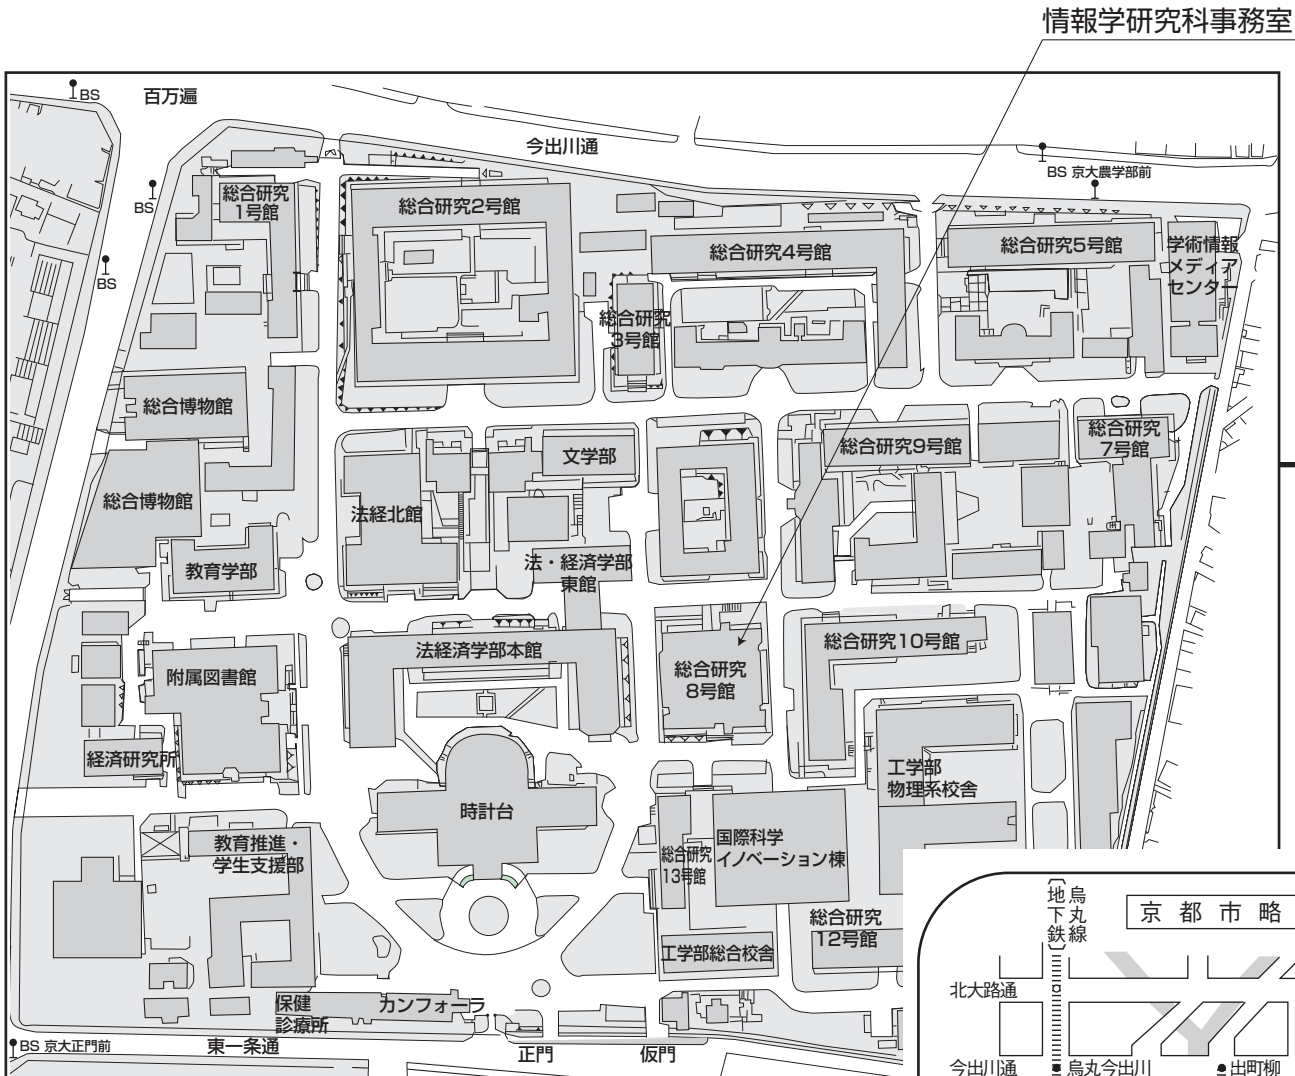 情報学研究科事務室
BS
百万遍
今出川通
BS 京大農学部前
BS
BS
総合研究
1号館
総合研究2号館
総合研究4号館
総合研究5号館
学術情報
メディア
センター
総合研究
3号館
総合博物館
文学部
総合研究9号館
総合研究
7号館
総合博物館
法経北館
教育学部
法・経済学部
東館
附属図書館
法経済学部本館
総合研究
8号館
総合研究10号館
経済研究所
工学部
物理系校舎
時計台
教育推進・
学生支援部
総合研究
13号館
国際科学
イノベーション棟
総合研究
12号館
工学部総合校舎
保健
診療所
カンフォーラ
BS 京大正門前
東一条通
正門
仮門
京都市略
地下鉄
烏丸線
北大路通
今出川通
烏丸今出川
出町柳